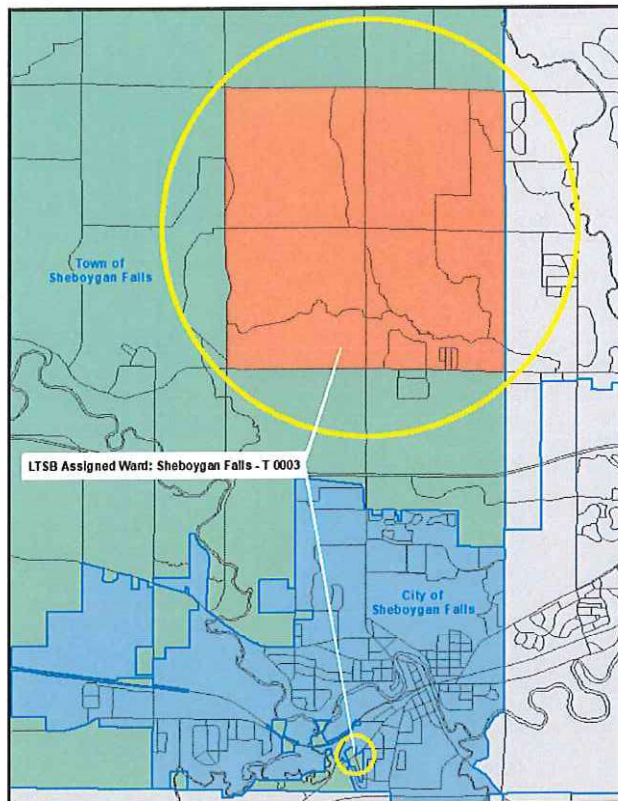 Town of
Sheboygan Falls
LTSB Assigned Ward: Sheboygan Falls - T 0003
City of
Sheboygan Falls